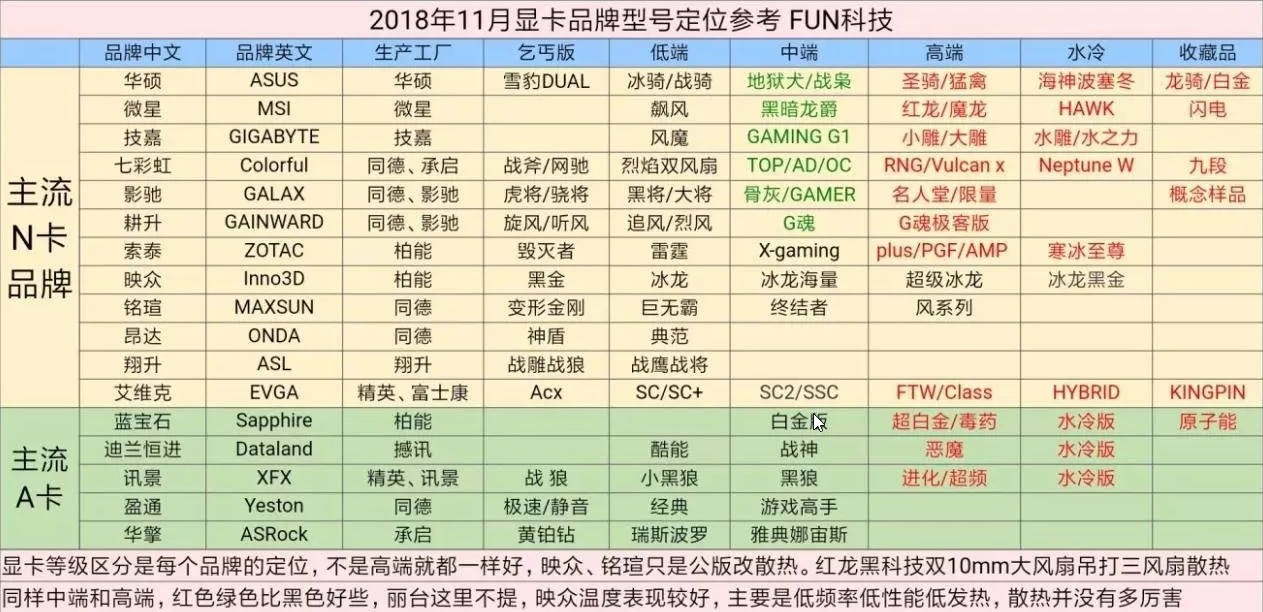 2018年11月显卡品牌型号定位参考 FUN科技
品牌中文 品牌英文 生产工厂 乞丐版 低端 中端 高端 水冷 收藏品
主流N卡品牌
华硕 ASUS 华硕 雪豹DUAL 冰骑/战骑 地狱犬/战枭 圣骑/猛禽 海神波塞冬 龙骑/白金
微星 MSI 微星 飙风 黑暗龙爵 红龙/魔龙 HAWK 闪电
技嘉 GIGABYTE 技嘉 风魔 GAMING G1 小雕/大雕 水雕/水之力
七彩虹 Colorful 同德、承启 战斧/网驰 烈焰双风扇 TOP/AD/OC RNG/Vulcan x Neptune W 九段
影驰 GALAX 同德、影驰 虎将/骁将 黑将/大将 骨灰/GAMER 名人堂/限量 概念样品
耕升 GAINWARD 同德、影驰 旋风/听风 追风/烈风 G魂 G魂极客版
索泰 ZOTAC 柏能 毁灭者 雷霆 X-gaming plus/PGF/AMP 寒冰至尊
映众 Inno3D 柏能 黑金 冰龙 冰龙海量 超级冰龙 冰龙黑金
铭瑄 MAXSUN 同德 变形金刚 巨无霸 终结者 风系列
昂达 ONDA 同德 神盾 典范
翔升 ASL 翔升 战雕战狼 战鹰战将
艾维克 EVGA 精英、富士康 Acx SC/SC+ SC2/SSC FTW/Class HYBRID KINGPIN
主流A卡
蓝宝石 Sapphire 柏能 白金版 超白金/毒药 水冷版 原子能
迪兰恒进 Dataland 撼讯 酷能 战神 恶魔 水冷版
讯景 XFX 精英、讯景 战 狼 小黑狼 黑狼 进化/超频 水冷版
盈通 Yeston 同德 极速/静音 经典 游戏高手
华擎 ASRock 承启 黄铂钻 瑞斯波罗 雅典娜宙斯
显卡等级区分是每个品牌的定位，不是高端就都一样好，映众、铭瑄只是公版改散热。红龙黑科技双10mm大风扇吊打三风扇散热
同样中端和高端，红色绿色比黑色好些，丽台这里不提，映众温度表现较好，主要是低频率低性能低发热，散热并没有多厉害